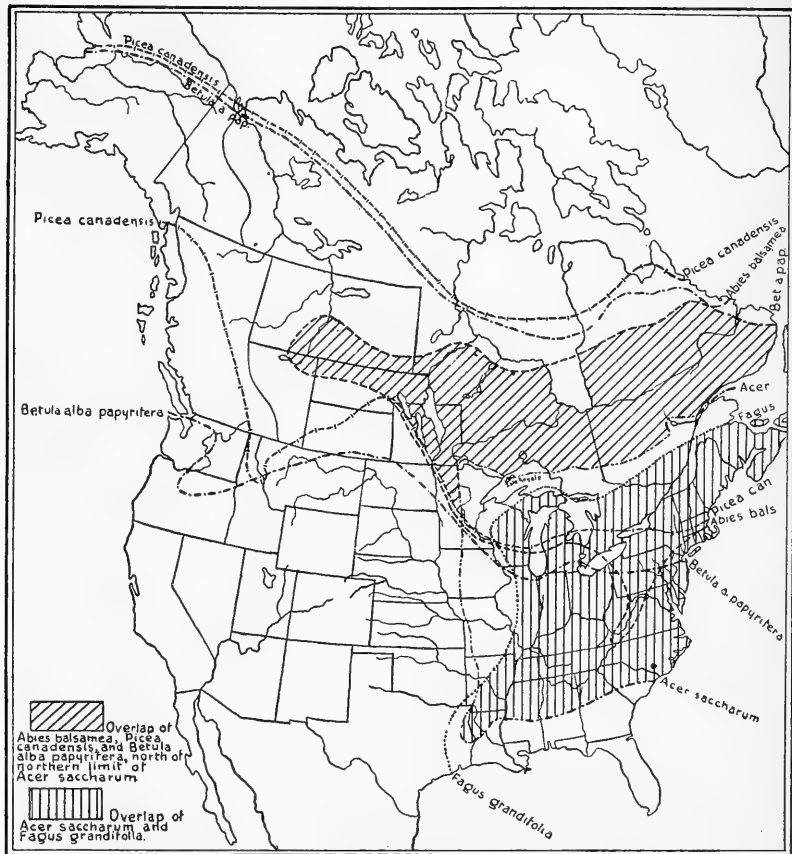 Picea canadensis
Betula a pap.
Picea canadensis
Picea canadensis
Abies balsamea
Bet a pap.
Acer
Betula alba papyrifera
Fagus
Picea can
Abies bals
Betula a. papyrifera
Acer saccharum
Fagus grandifolia
Overlap of
Abies balsamea, Picea
canadensis, and Betula
alba papyrifera, north of
northern limit of
Acer saccharum
Overlap of
Acer saccharum and
Fagus grandifolia.